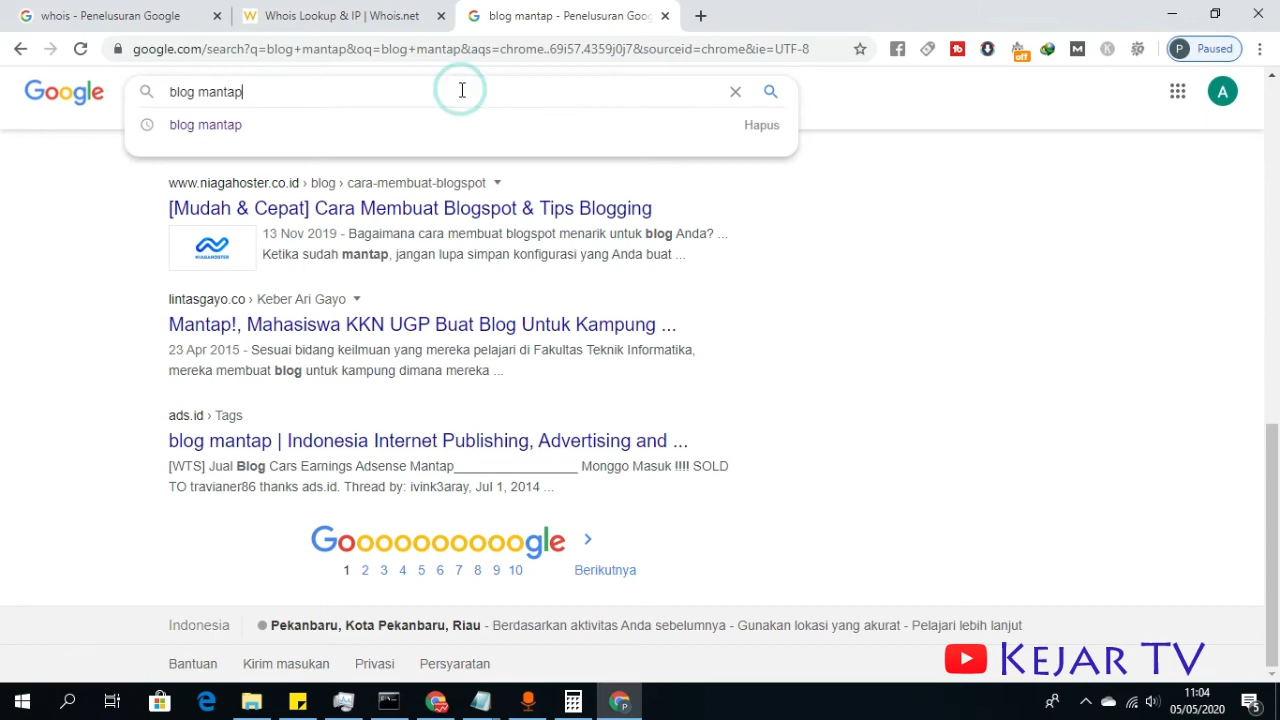 whois - Penelusuran Google
Whois Lookup & IP | Whois.net
blog mantap - Penelusuran Goog
google.com/search?q=blog+mantap&oq=blog+mantap&aqs=chrome..69i57.4359j0j7&sourceid=chrome&ie=UTF-8
off
P Paused
Google
blog mantap
A
blog mantap
Hapus
www.niagahoster.co.id › blog › cara-membuat-blogspot
[Mudah & Cepat] Cara Membuat Blogspot & Tips Blogging
13 Nov 2019 - Bagaimana cara membuat blogspot menarik untuk blog Anda? ...
Ketika sudah mantap, jangan lupa simpan konfigurasi yang Anda buat ...
NIAGAHOSTER
lintasgayo.co › Keber Ari Gayo
Mantap!, Mahasiswa KKN UGP Buat Blog Untuk Kampung ...
23 Apr 2015 - Sesuai bidang keilmuan yang mereka pelajari di Fakultas Teknik Informatika,
mereka membuat blog untuk kampung dimana mereka ...
ads.id › Tags
blog mantap | Indonesia Internet Publishing, Advertising and ...
[WTS] Jual Blog Cars Earnings Adsense Mantap________________ Monggo Masuk !!!! SOLD
TO travianer86 thanks ads.id. Thread by: ivink3aray, Jul 1, 2014 ...
Goooooooooogle
1 2 3 4 5 6 7 8 9 10 Berikutnya
Indonesia
Pekanbaru, Kota Pekanbaru, Riau - Berdasarkan aktivitas Anda sebelumnya - Gunakan lokasi yang akurat - Pelajari lebih lanjut
Bantuan Kirim masukan Privasi Persyaratan
KEJAR TV
11:04
05/05/2020
5